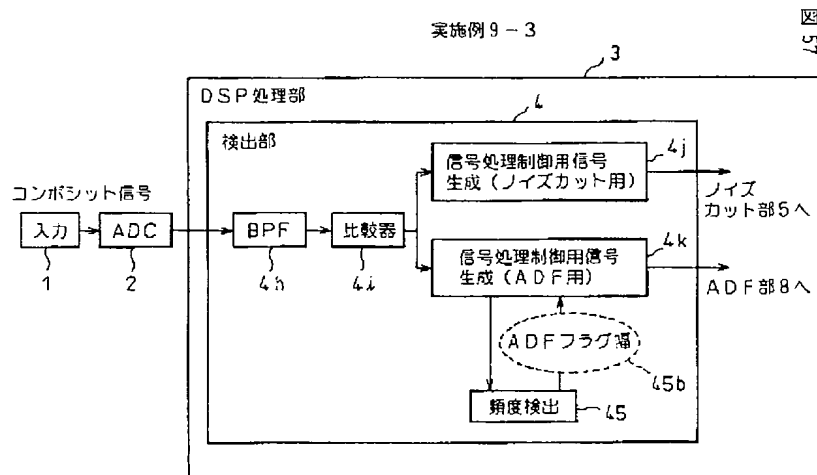 実施例9-3
図57
3
DSP処理部
4
検出部
4j
信号処理制御用信号
生成(ノイズカット用)
ノイズ
カット部5へ
コンポジット信号
入力
ADC
BPF
比較器
4k
信号処理制御用信号
生成(ADF用)
ADF部8へ
1
2
4h
4i
ADFフラグ幅
45b
頻度検出
45